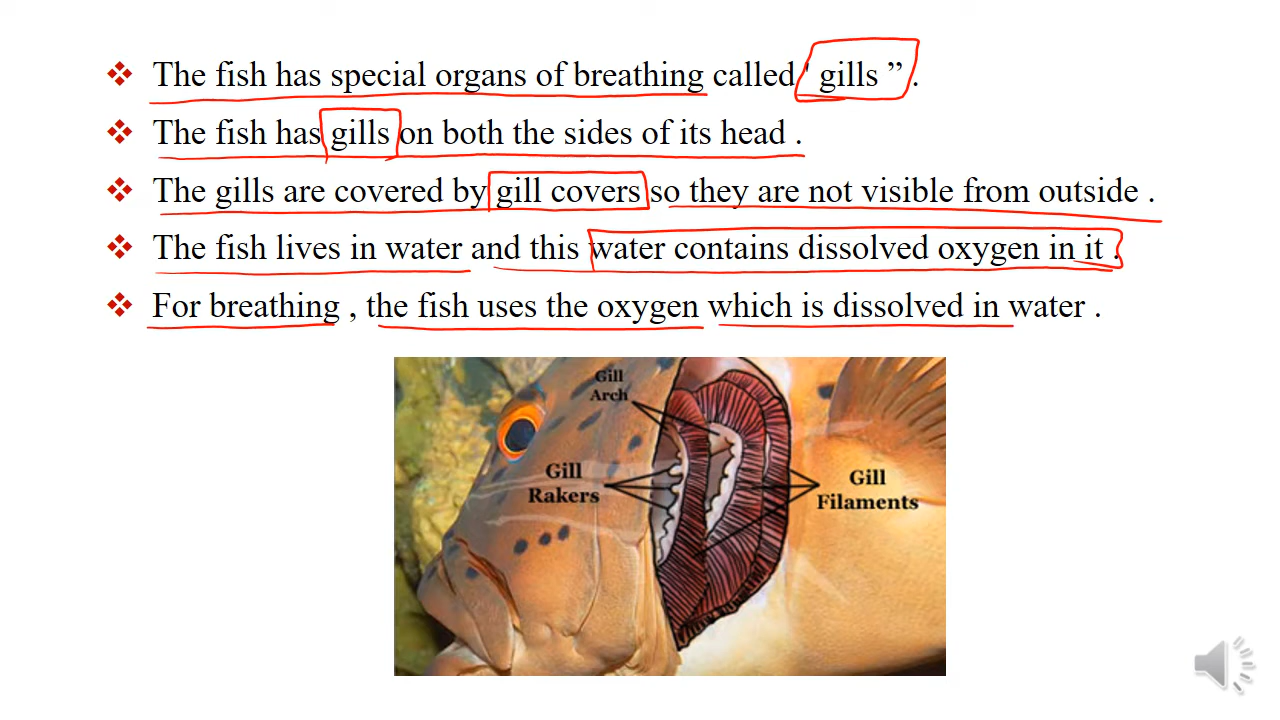 ❖ The fish has special organs of breathing called ' gills ” .
❖ The fish has gills on both the sides of its head .
❖ The gills are covered by gill covers so they are not visible from outside .
❖ The fish lives in water and this water contains dissolved oxygen in it .
❖ For breathing , the fish uses the oxygen which is dissolved in water .
Gill
Arch
Gill
Rakers
Gill
Filaments